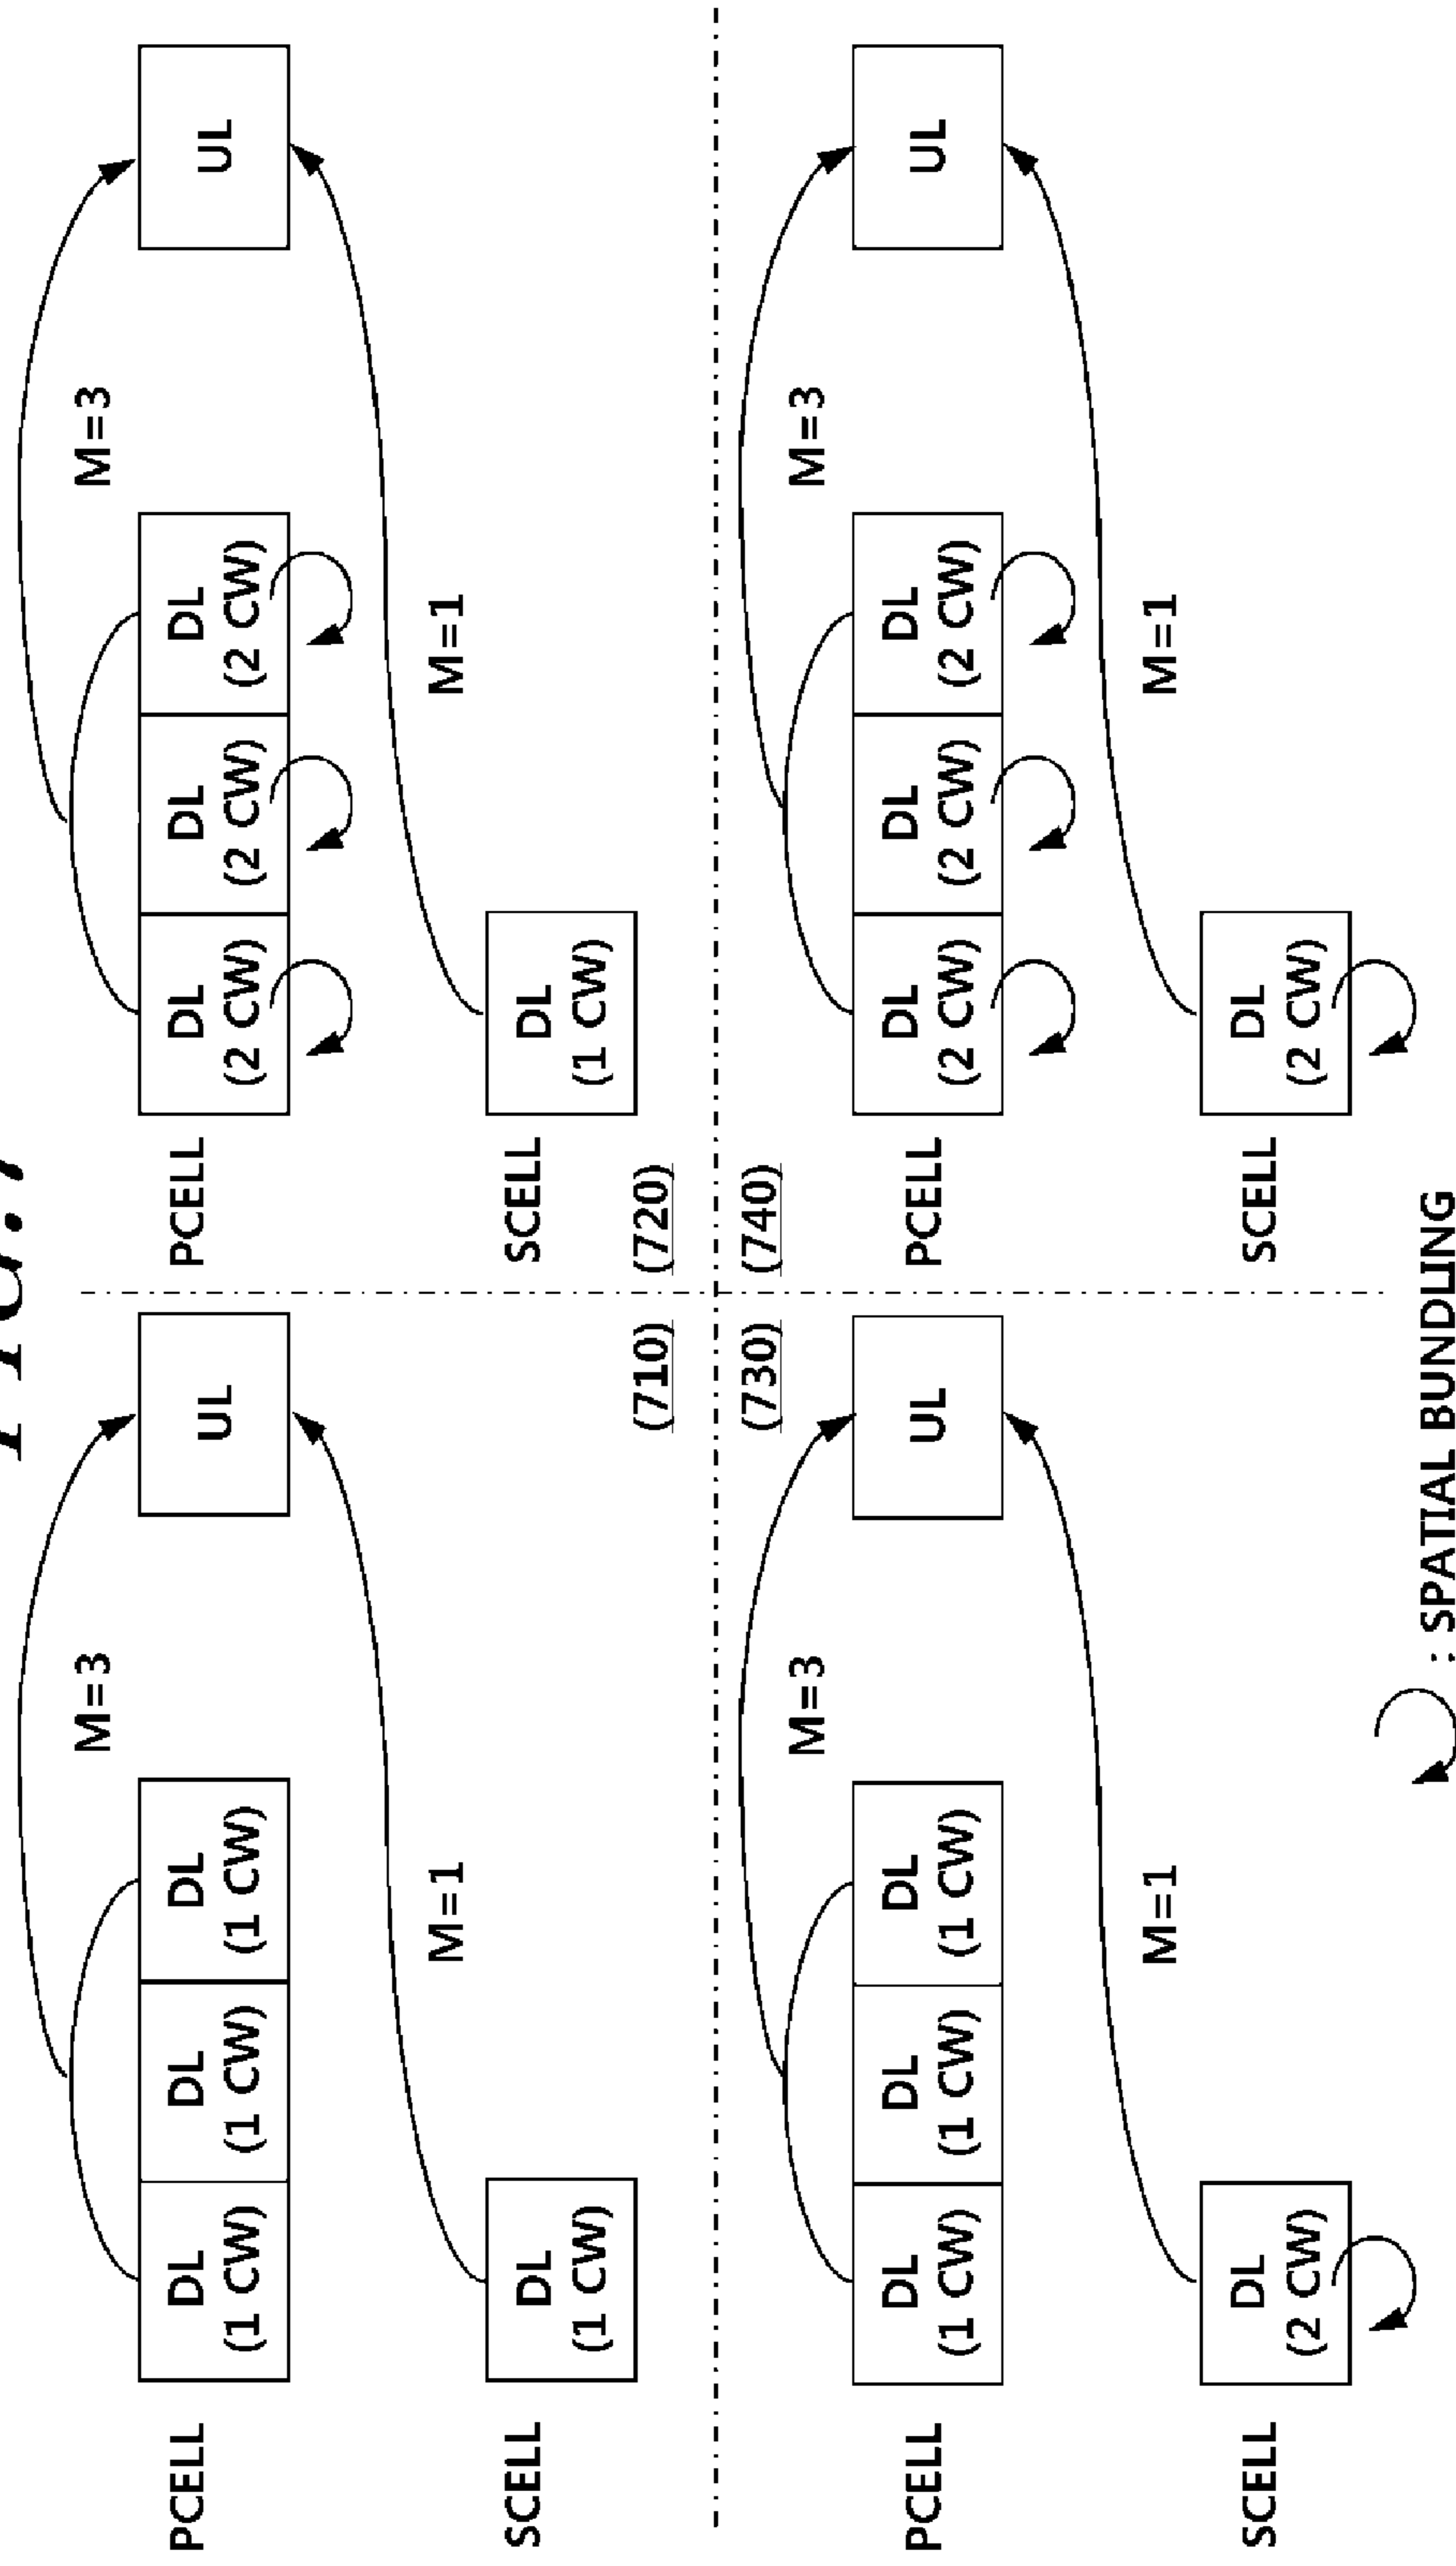 M=3
DL
(1 CW)
DL
(1 CW)
DL
(1 CW)
UL
PCELL
M=1
DL
(1 CW)
SCELL
(710)
M=3
DL
(2 CW)
DL
(2 CW)
DL
(2 CW)
UL
PCELL
M=1
DL
(1 CW)
SCELL
(720)
(730)
M=3
DL
(1 CW)
DL
(1 CW)
DL
(1 CW)
UL
PCELL
M=1
DL
(2 CW)
SCELL
(740)
M=3
DL
(2 CW)
DL
(2 CW)
DL
(2 CW)
UL
PCELL
M=1
DL
(2 CW)
SCELL
: SPATIAL BUNDLING